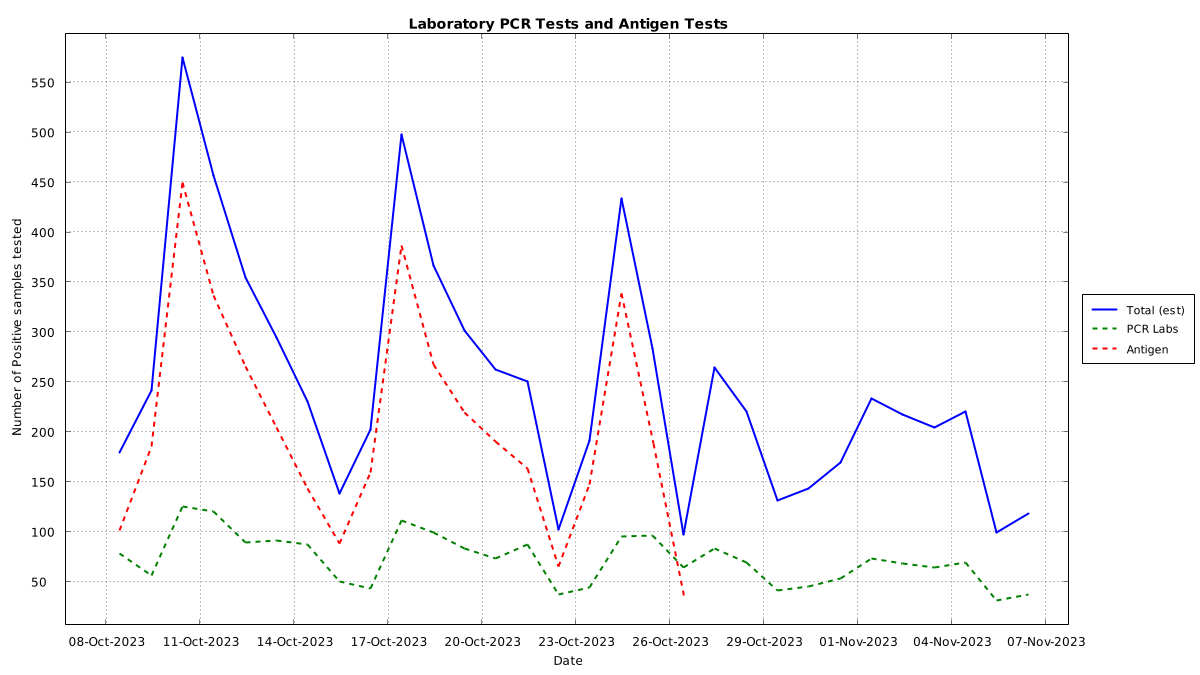 Laboratory PCR Tests and Antigen Tests
Number of Positive samples tested
550
500
450
400
350
300
250
200
150
100
50
08-Oct-2023 11-Oct-2023 14-Oct-2023 17-Oct-2023 20-Oct-2023 23-Oct-2023 26-Oct-2023 29-Oct-2023 01-Nov-2023 04-Nov-2023 07-Nov-2023
Date
Total (est)
PCR Labs
Antigen